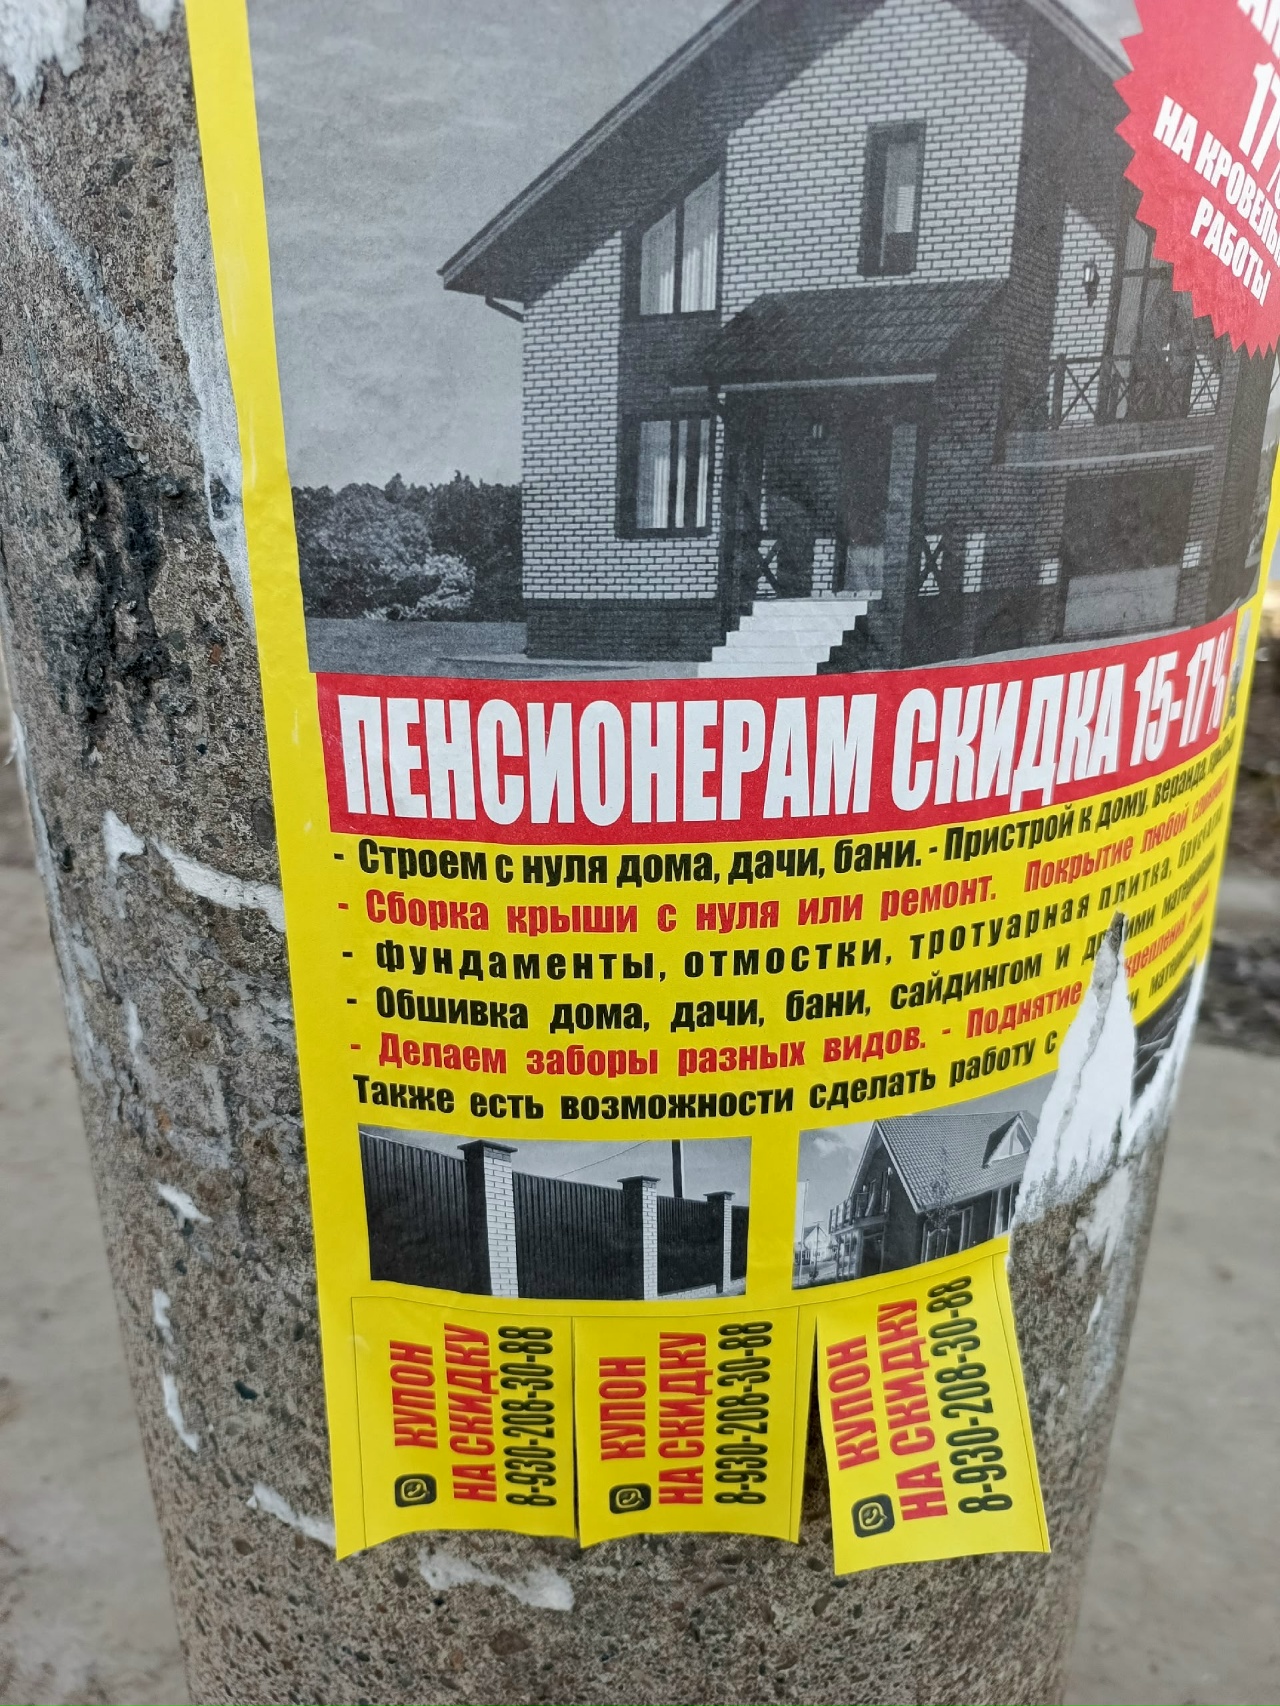 17%
НА КРОВЕЛЬ
РАБОТЫ
ПЕНСИОНЕРАМ СКИДКА 15-17%
- Строем с нуля дома, дачи, бани. - Пристрой к дому, веранда,
- Сборка крыши с нуля или ремонт. Покрытие любой
- фундаменты, отмостки, тротуарная плитка,
- Обшивка дома, дачи, бани, сайдингом и
- Делаем заборы разных видов. - Поднятие
Также есть возможности сделать работу с
КУПОН
НА СКИДКУ
8-930-208-30-88
КУПОН
НА СКИДКУ
8-930-208-30-88
КУПОН
НА СКИДКУ
8-930-208-30-88